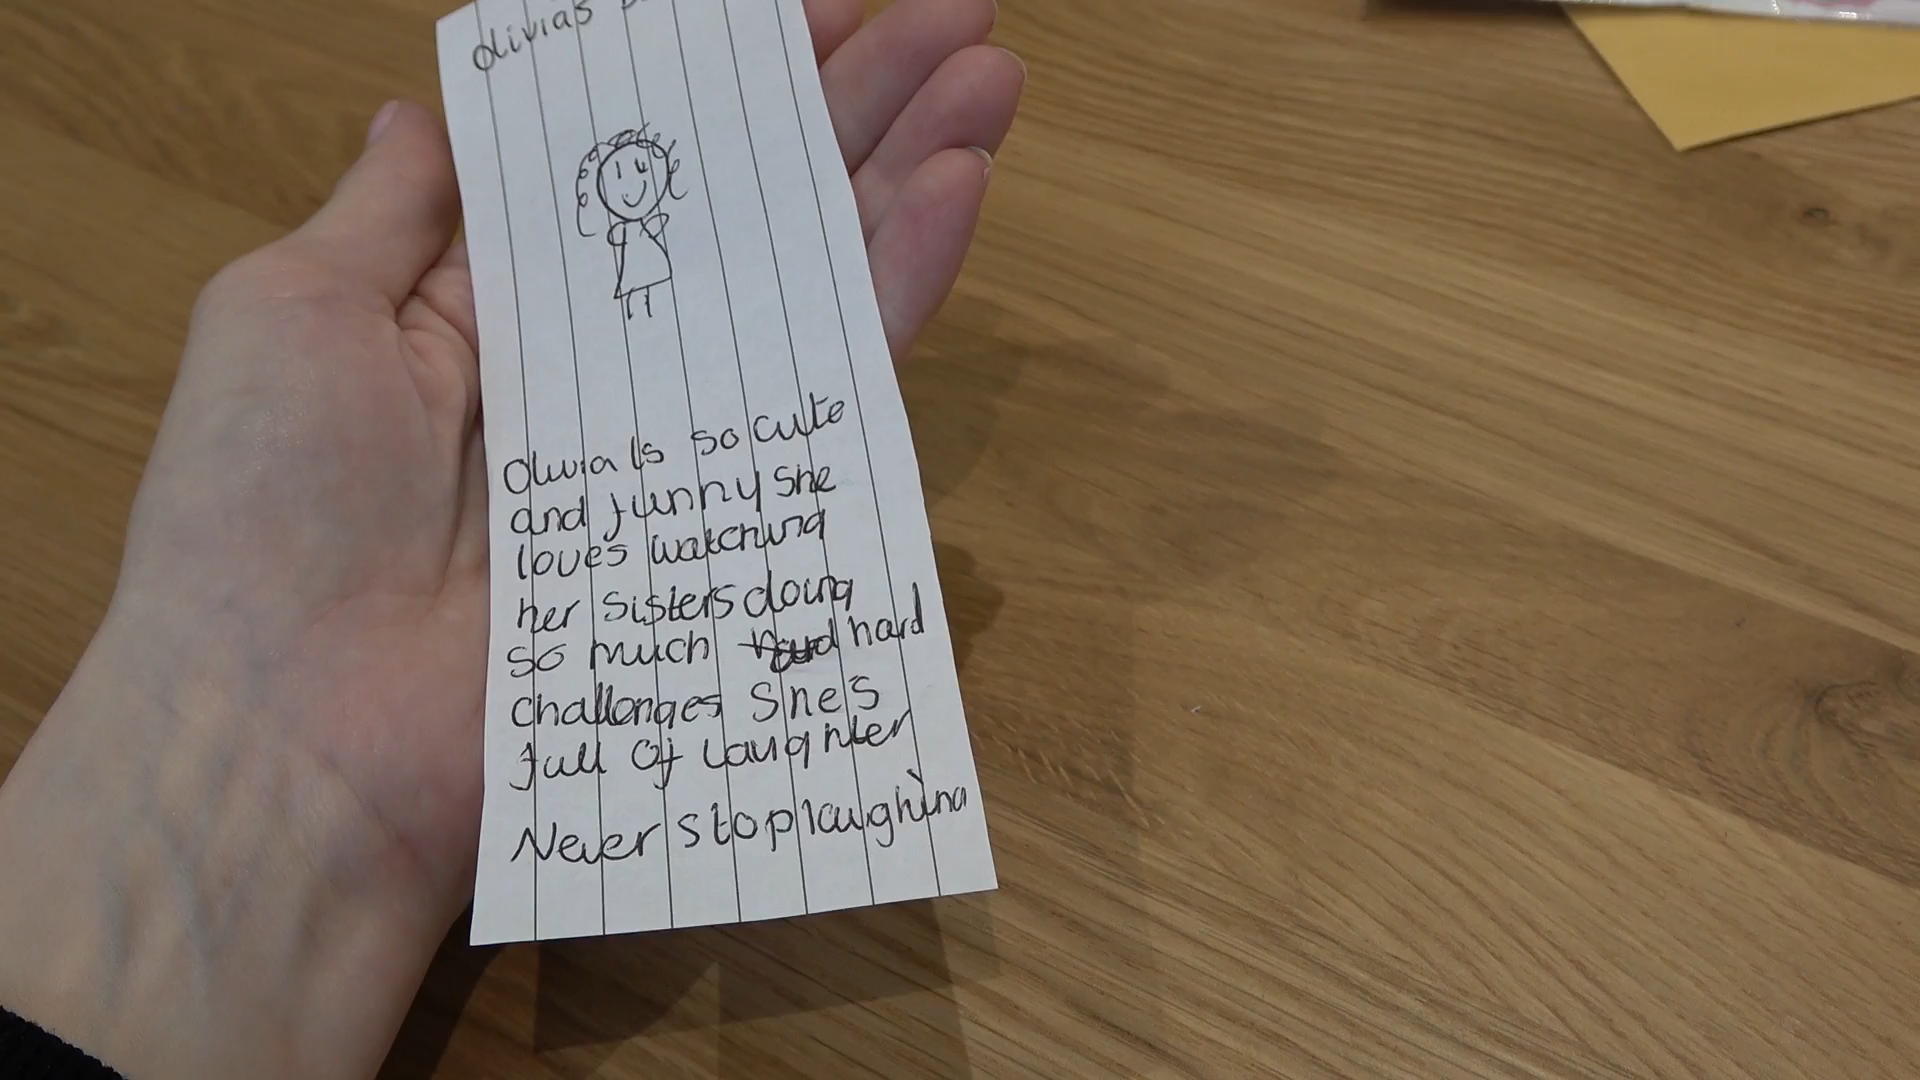 olivias
Olivia is so cute
and funny she
loves watching
her sisters doing
so much hard
challenges she's
full of laughter
Never stop laughing